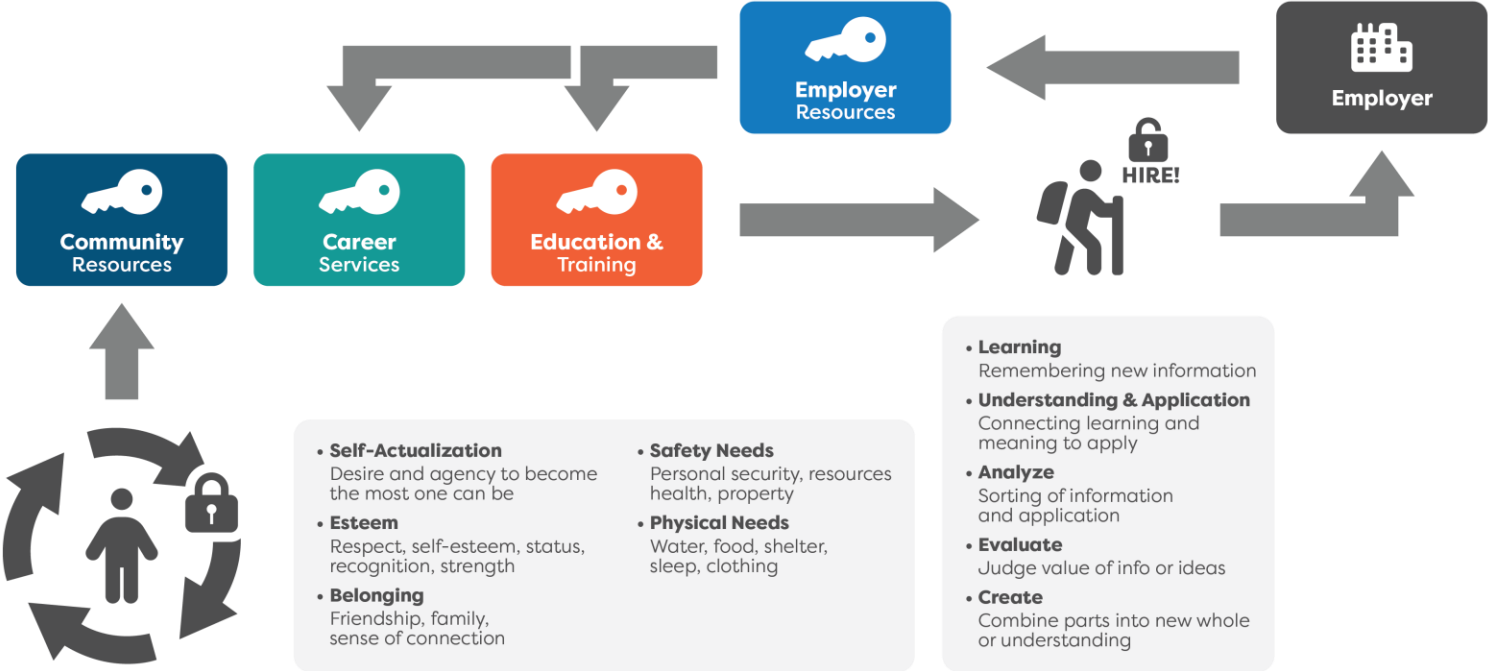 Employer
Resources
Employer
HIRE!
Community
Resources
Career
Services
Education &
Training
• Self-Actualization
Desire and agency to become
the most one can be
• Esteem
Respect, self-esteem, status,
recognition, strength
• Belonging
Friendship, family,
sense of connection
• Safety Needs
Personal security, resources
health, property
• Physical Needs
Water, food, shelter,
sleep, clothing
• Learning
Remembering new information
• Understanding & Application
Connecting learning and
meaning to apply
• Analyze
Sorting of information
and application
• Evaluate
Judge value of info or ideas
• Create
Combine parts into new whole
or understanding